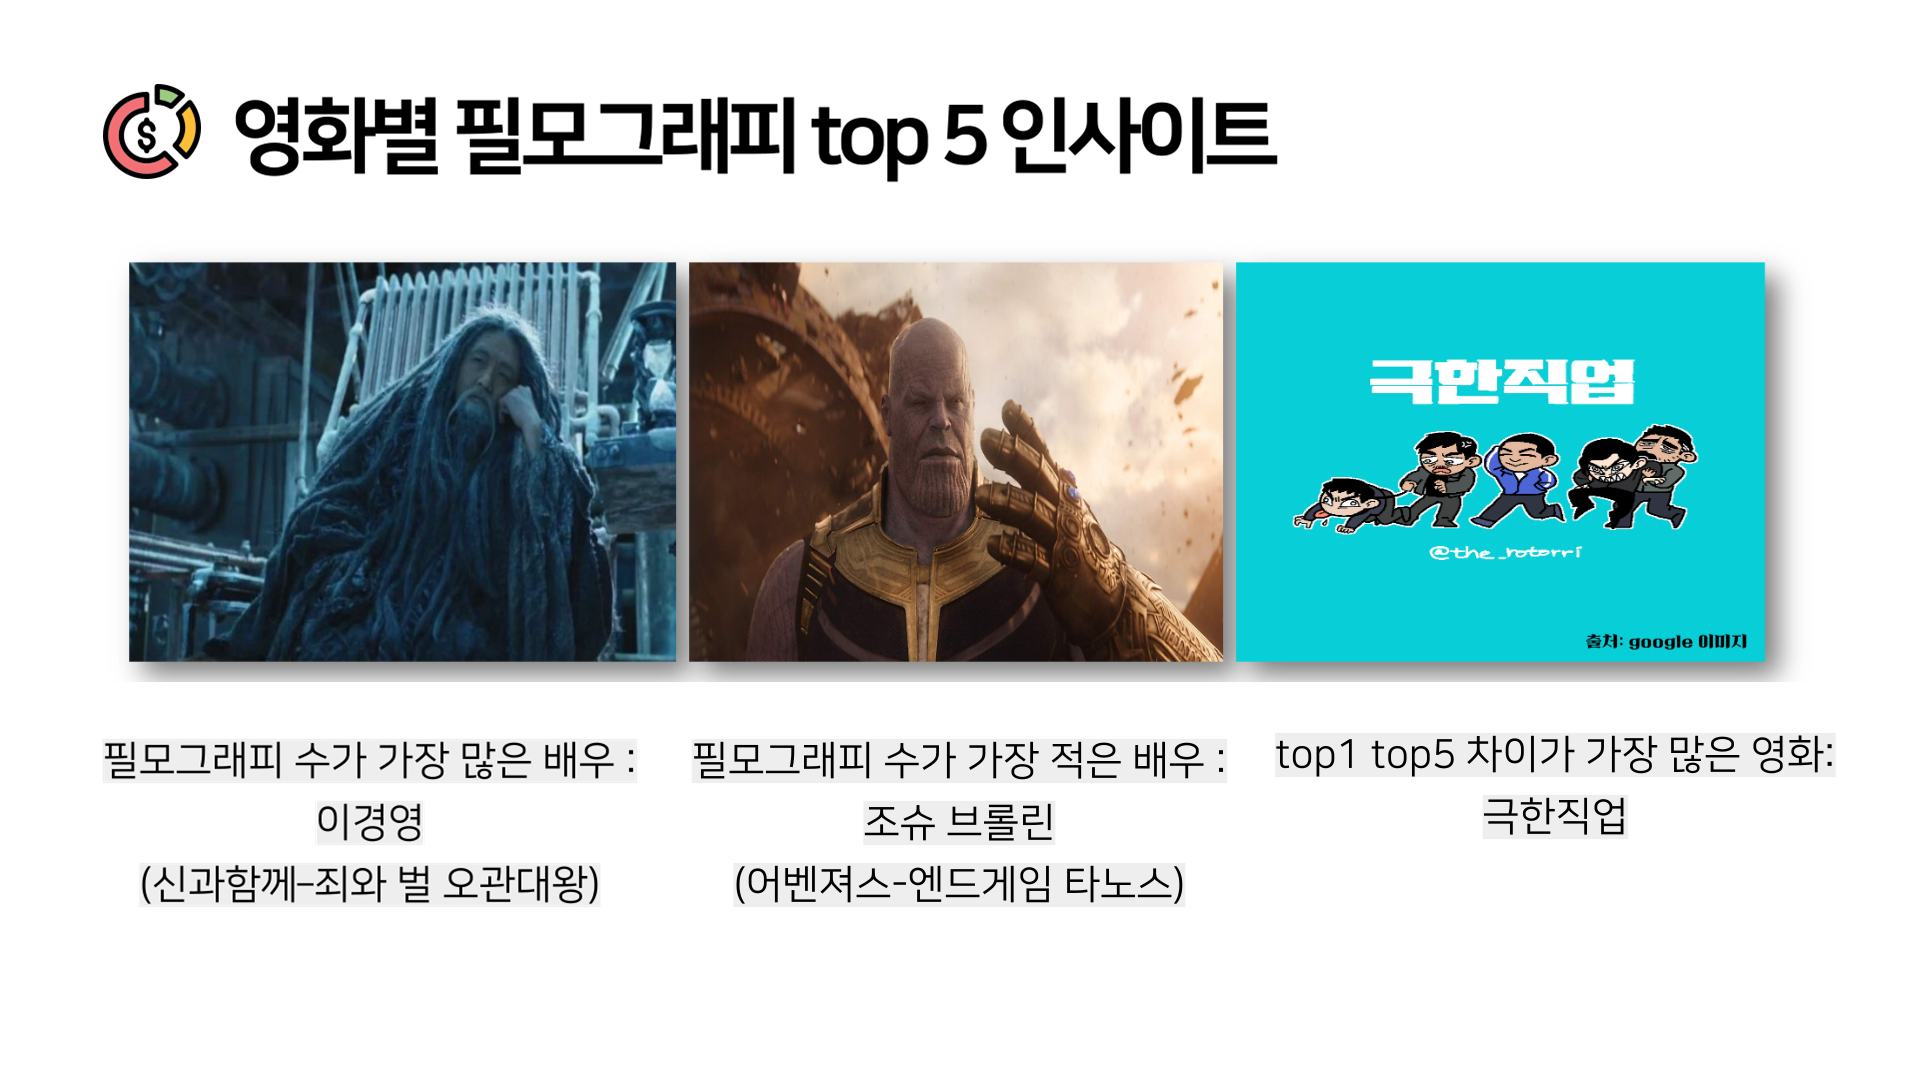 $
영화별 필모그래피 top 5 인사이트
극한직업
@the_rotorri
출처: google 이미지
필모그래피 수가 가장 많은 배우 :
이경영
(신과함께–죄와 벌 오관대왕)
필모그래피 수가 가장 적은 배우 :
조슈 브롤린
(어벤져스-엔드게임 타노스)
top1 top5 차이가 가장 많은 영화:
극한직업